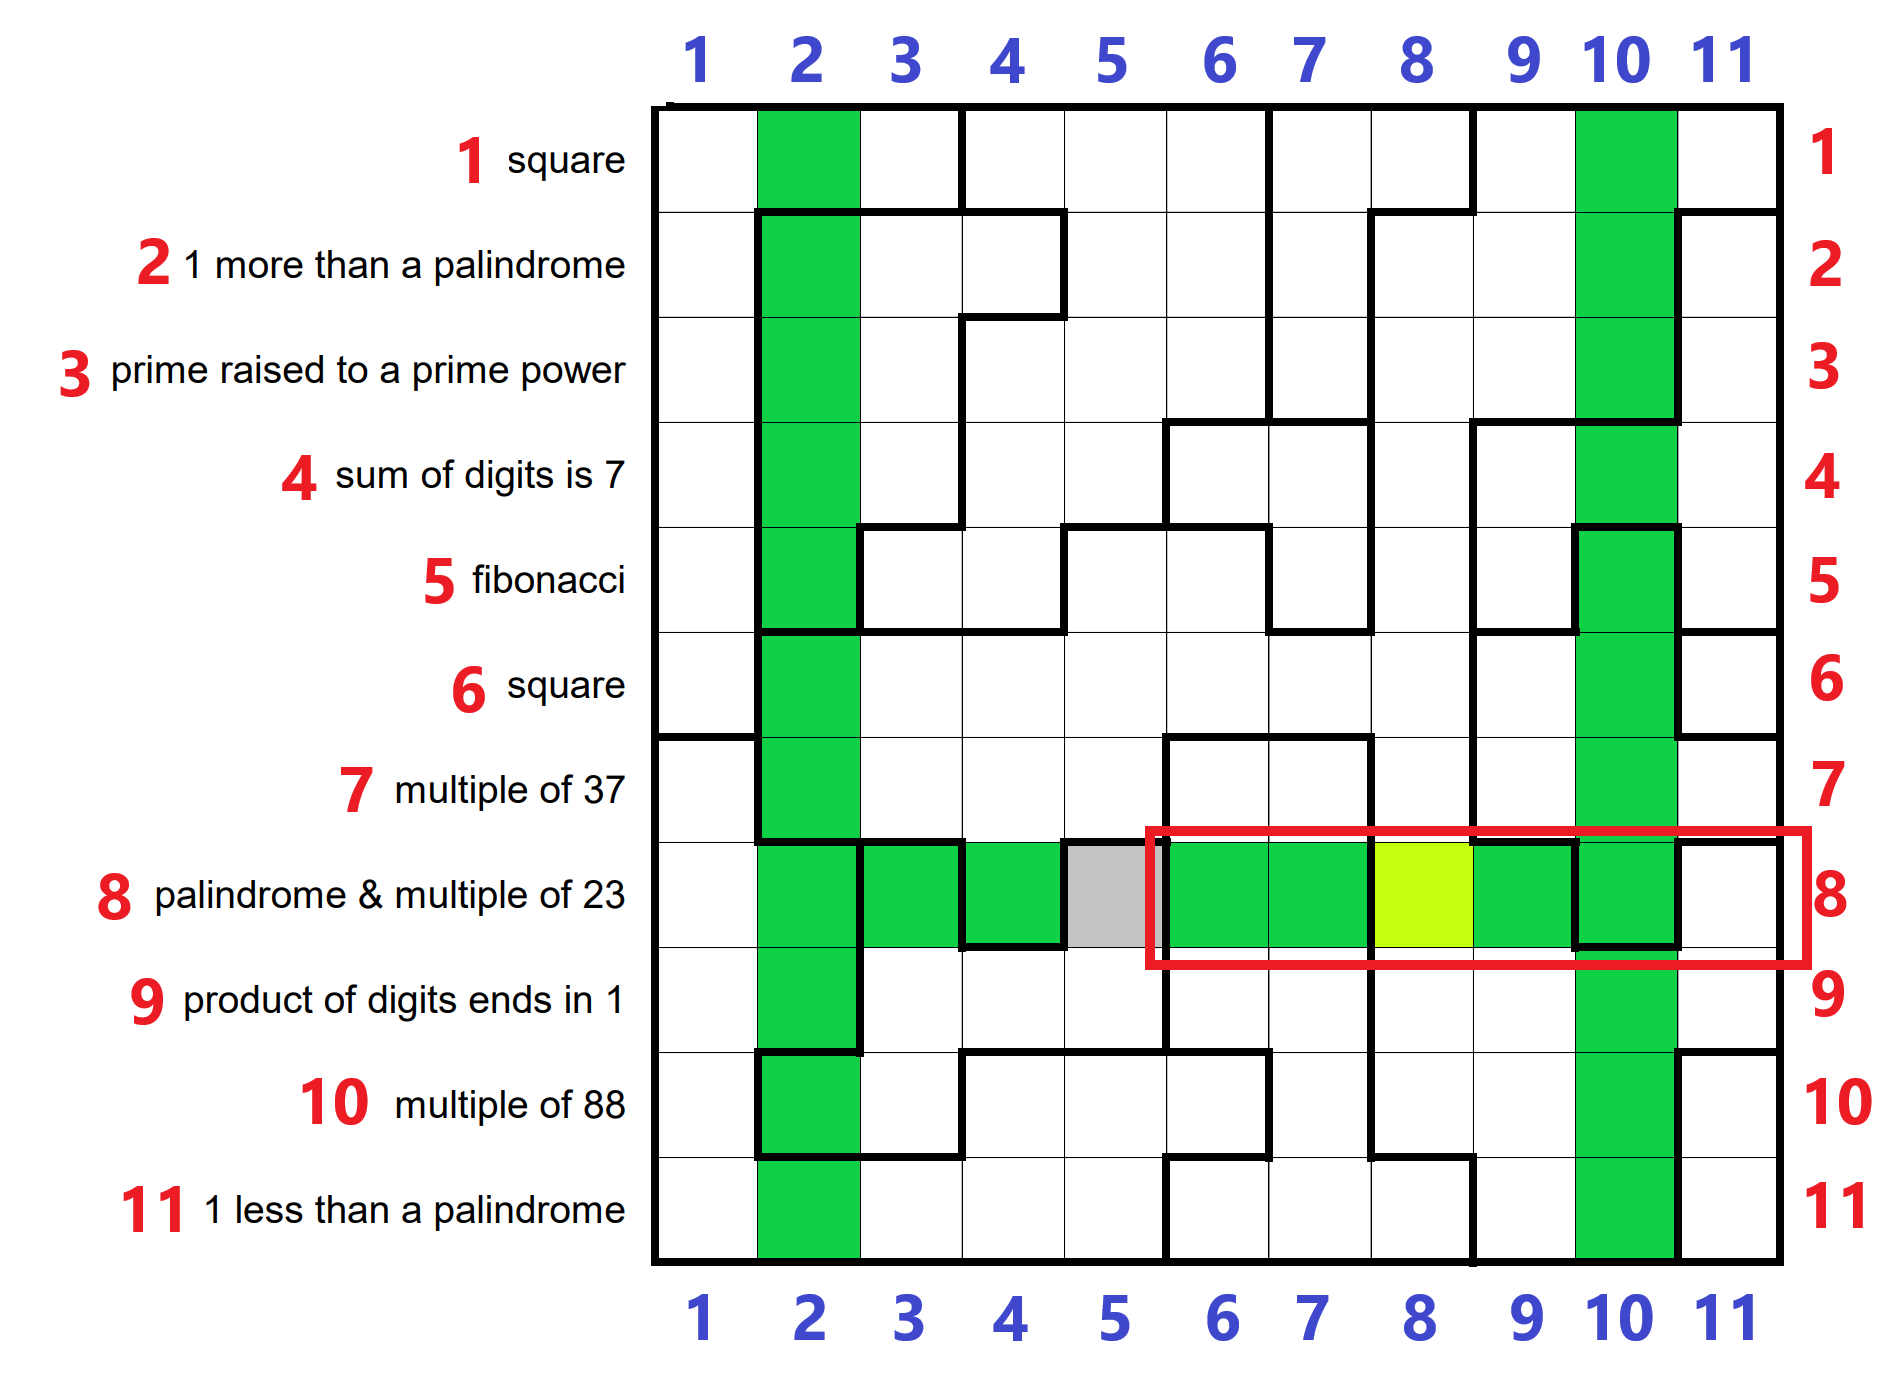 1 2 3 4 5 6 7 8 9 10 11
1 square 1
2 1 more than a palindrome 2
3 prime raised to a prime power 3
4 sum of digits is 7 4
5 fibonacci 5
6 square 6
7 multiple of 37 7
8 palindrome & multiple of 23 8
9 product of digits ends in 1 9
10 multiple of 88 10
11 1 less than a palindrome 11
1 2 3 4 5 6 7 8 9 10 11